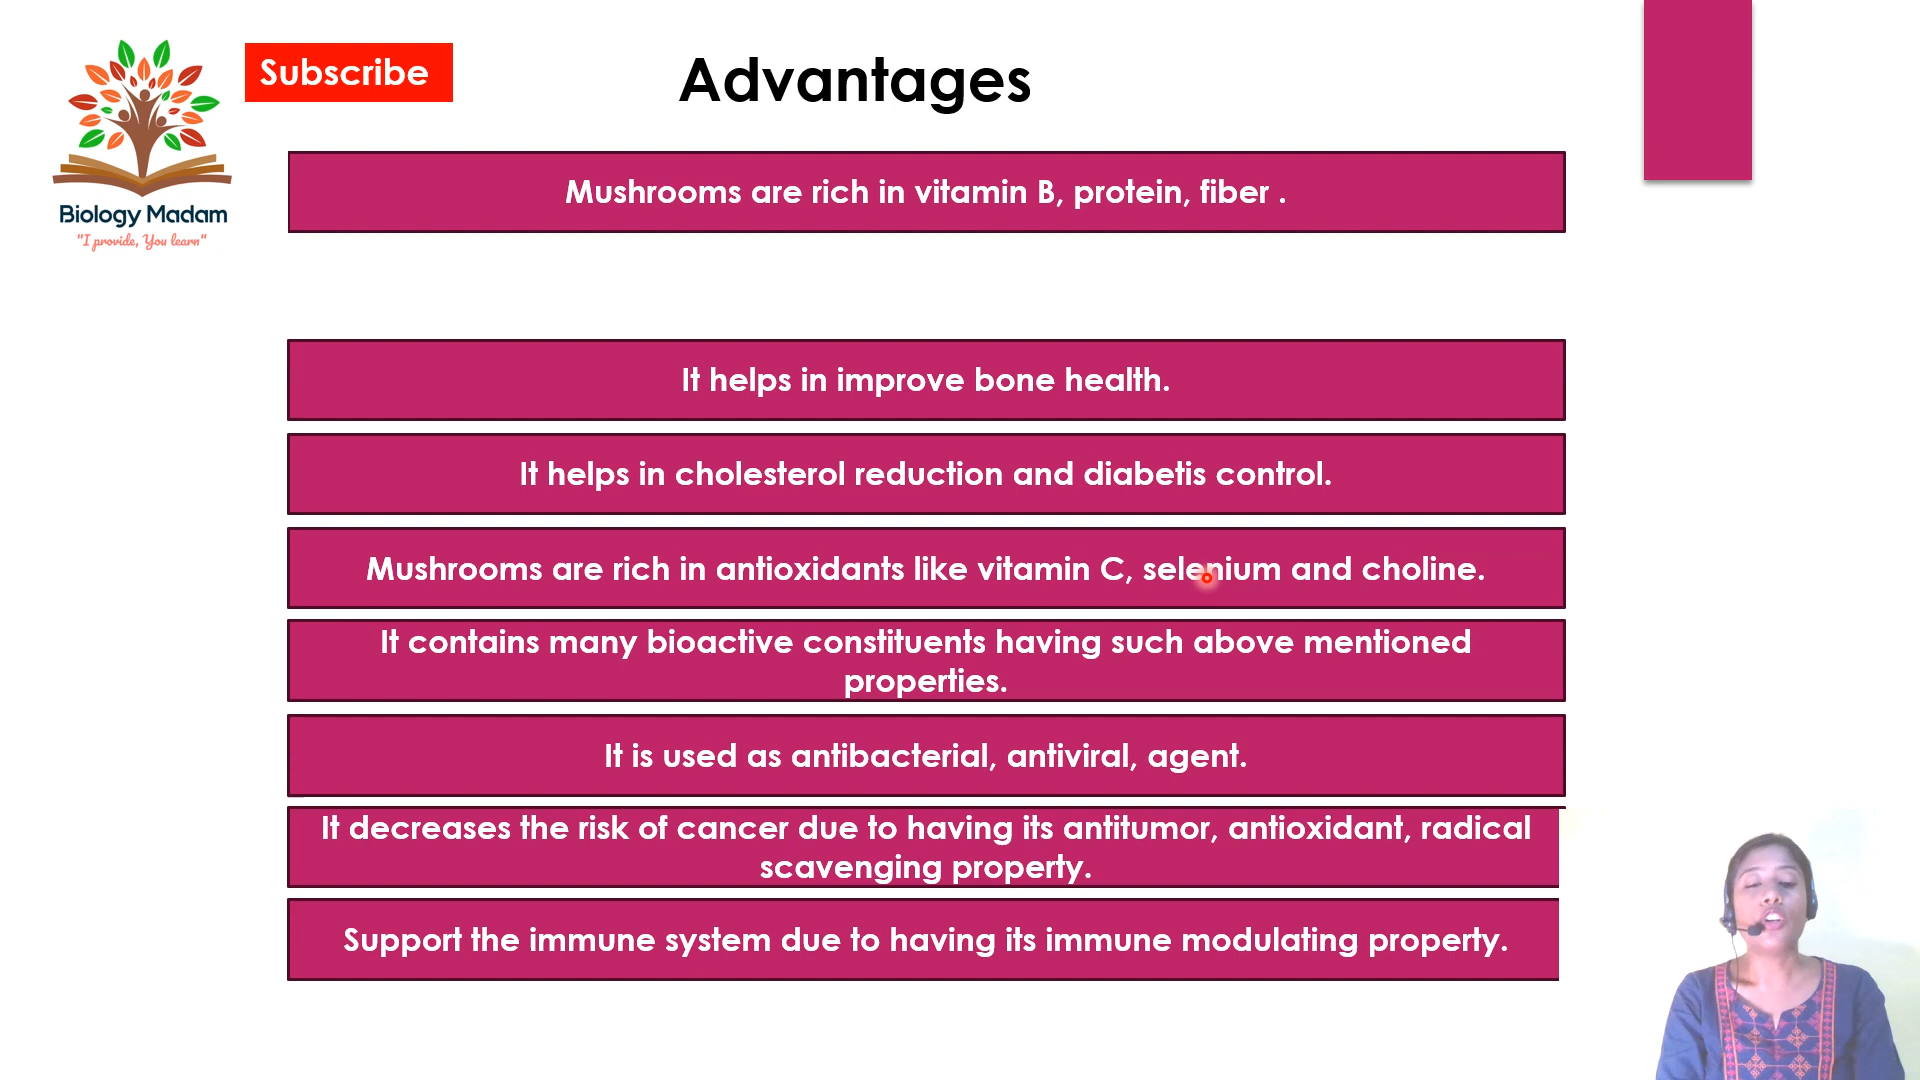 Subscribe
Advantages
Biology Madam
"I provide, You learn"
Mushrooms are rich in vitamin B, protein, fiber .
It helps in improve bone health.
It helps in cholesterol reduction and diabetis control.
Mushrooms are rich in antioxidants like vitamin C, selenium and choline.
It contains many bioactive constituents having such above mentioned
properties.
It is used as antibacterial, antiviral, agent.
It decreases the risk of cancer due to having its antitumor, antioxidant, radical
scavenging property.
Support the immune system due to having its immune modulating property.